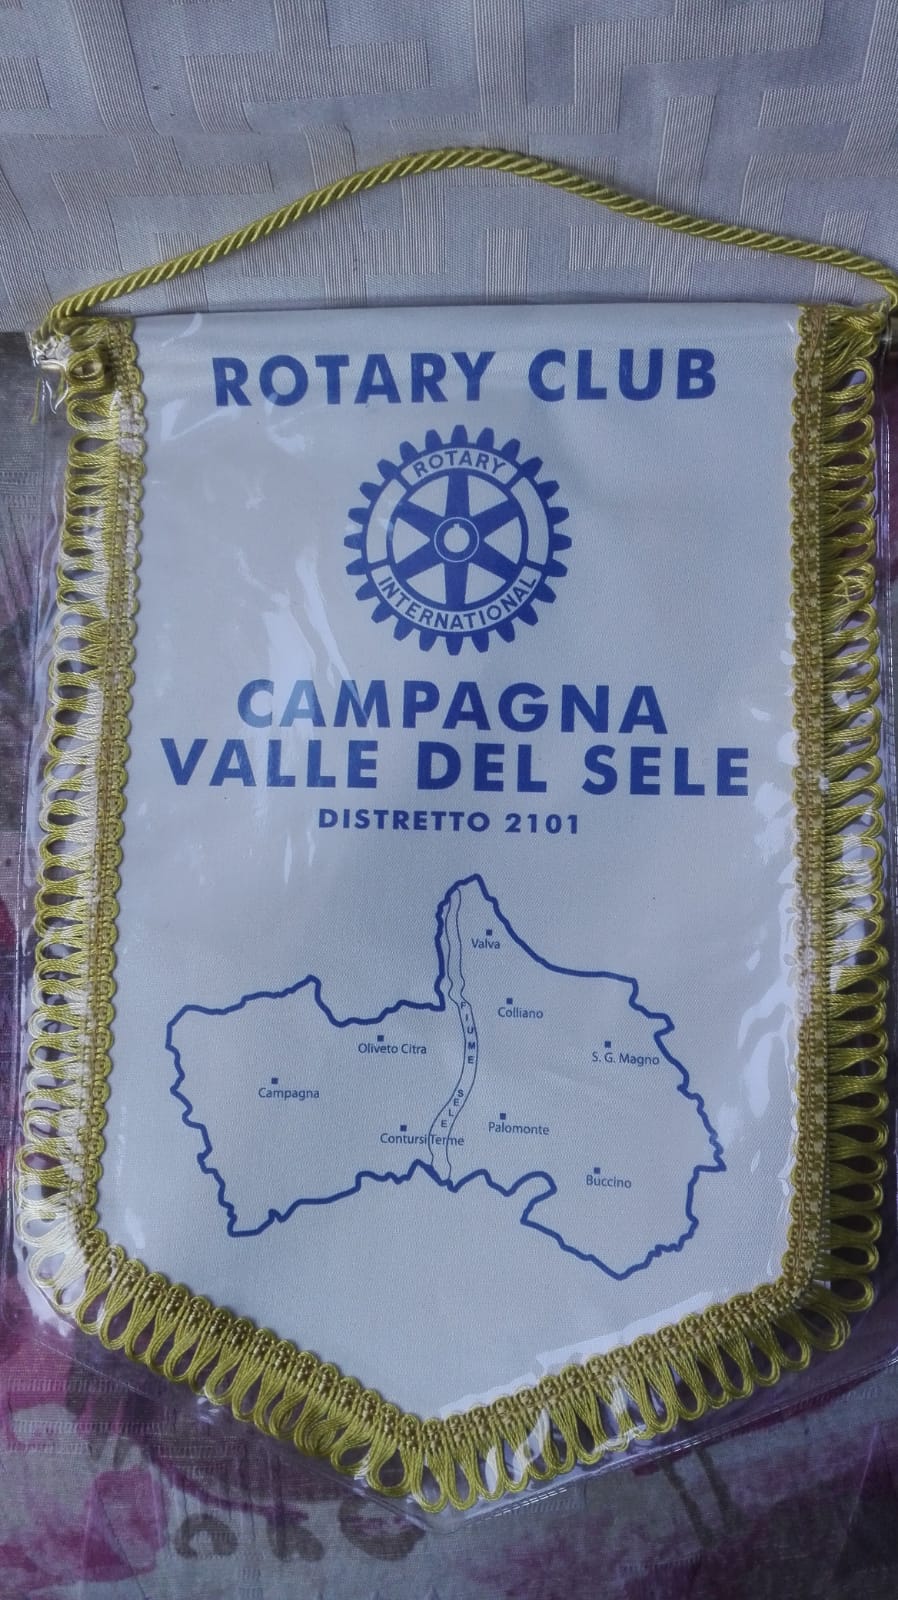 ROTARY CLUB
ROTARY
INTERNATIONAL
CAMPAGNA
VALLE DEL SELE
DISTRETTO 2101
Valva
Colliano
FIUME SELE
Oliveto Citra
S. G. Magno
Campagna
Contursi Terme
Palomonte
Buccino